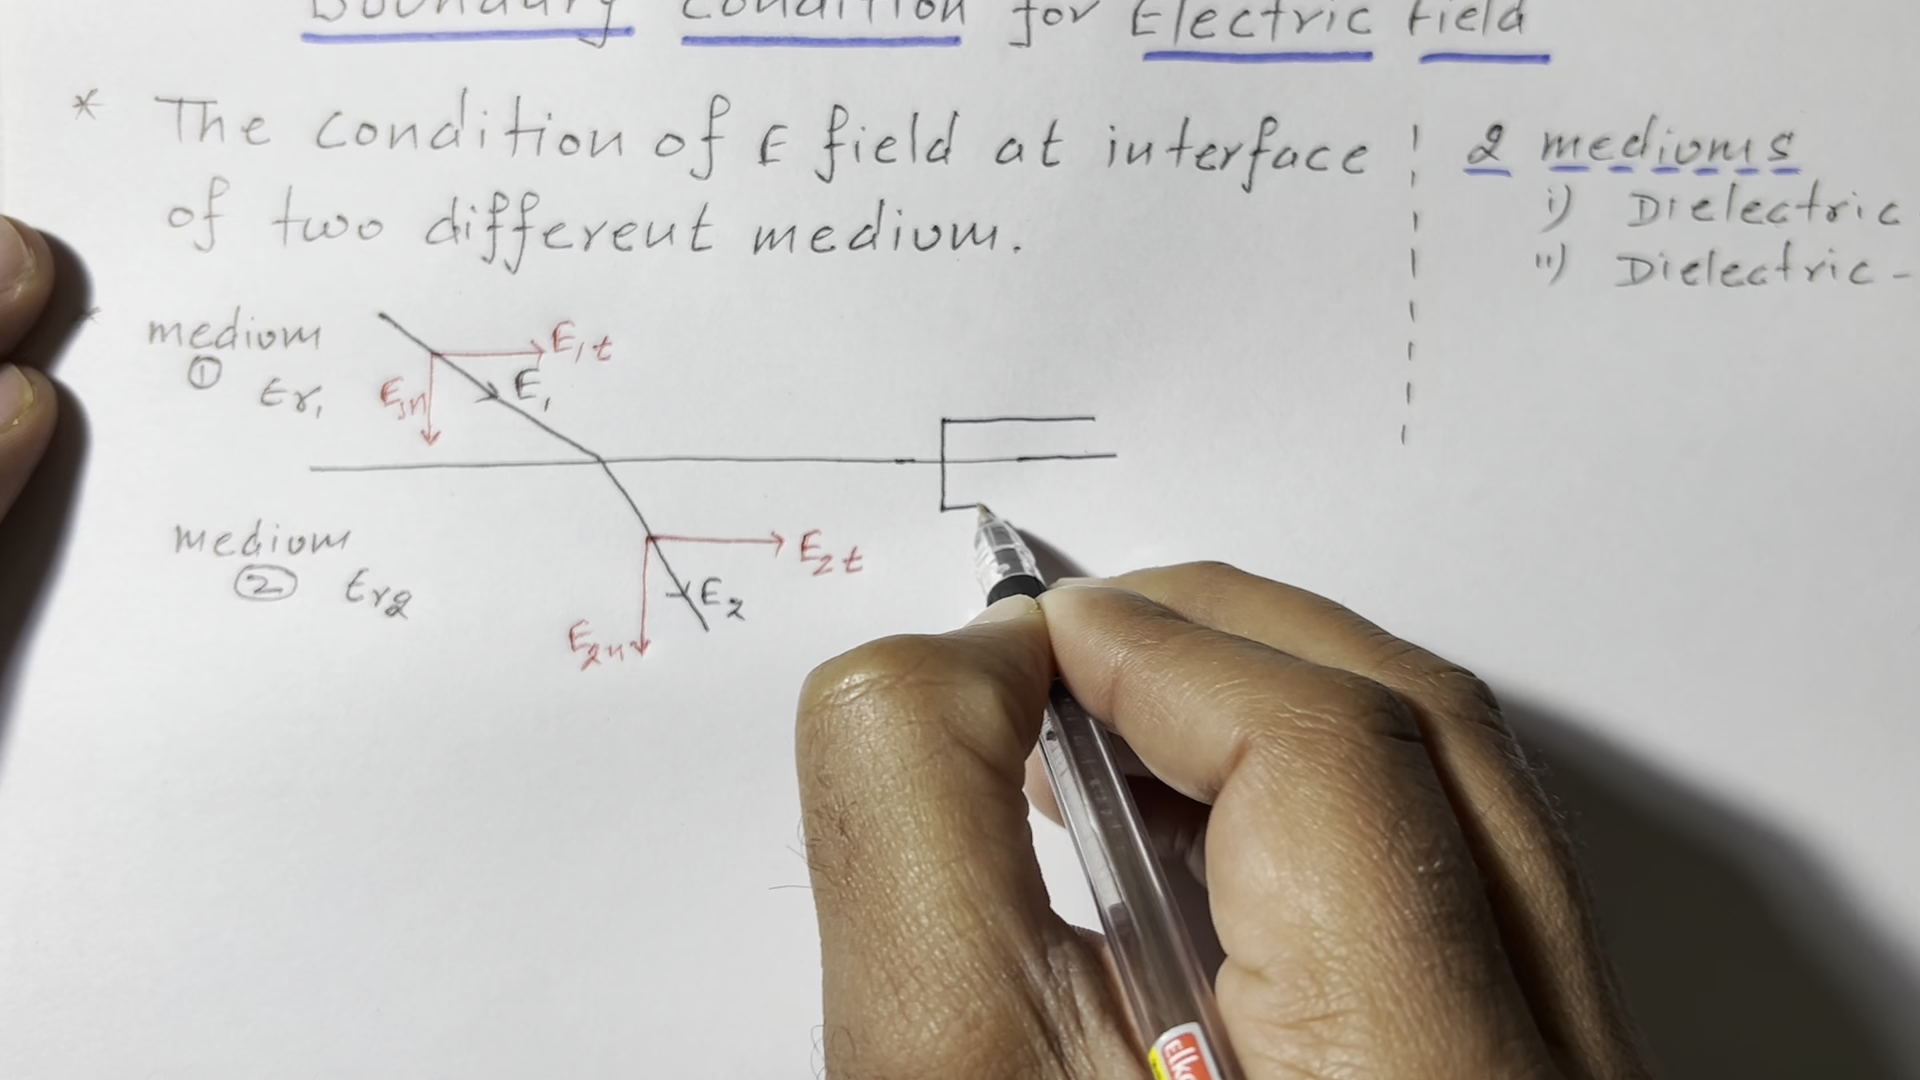 Boundary Condition for Electric Field
* The condition of E field at interface
of two different medium.
2 mediums
i) Dielectric
ii) Dielectric -
medium
① εr₁
E₁t
E₁n
E₁
medium
② εr₂
E₂t
E₂n
E₂
Elko